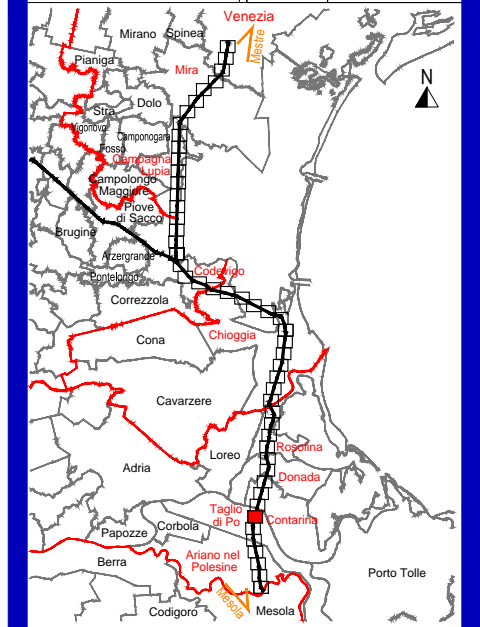 Venezia
Mirano
Spinea
Mestre
Pianiga
Mira
N
Dolo
Stra
Vigonovo
Camponogara
Fossò
Campagna
Lupia
Campolongo
Maggiore
Piove
di Sacco
Brugine
Arzergrande
Codevigo
Pontelongo
Correzzola
Chioggia
Cona
Cavarzere
Rosolina
Loreo
Adria
Donada
Taglio
di Po
Contarina
Corbola
Papozze
Ariano nel
Polesine
Berra
Porto Tolle
Mesola
Codigoro
Mesola